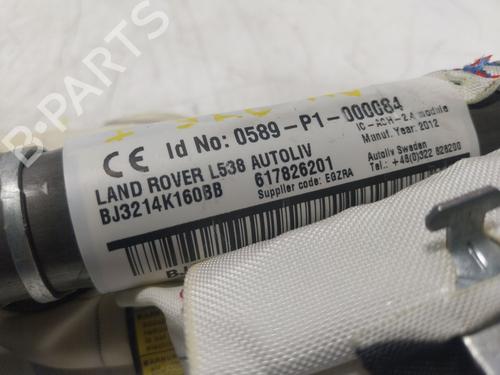 CE Id No: 0589-P1-000084
IC-ACH-2.4 module
Manuf. Year: 2012
LAND ROVER L538 AUTOLIV
BJ3214K160BB 617826201
Supplier code: EGZRA
Autoliv Sweden
Tel.: +46(0)322 626200